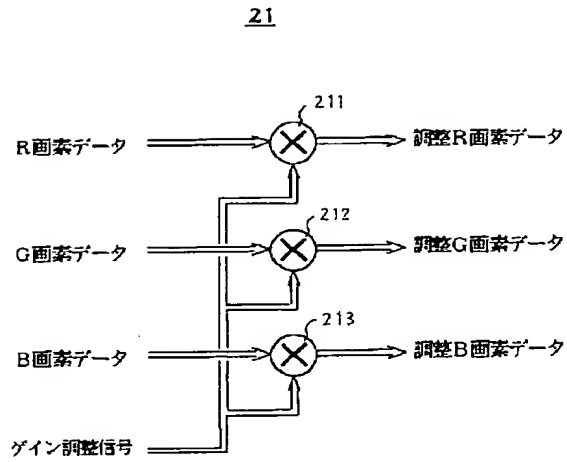 21
211
R画素データ
調整R画素データ
212
G画素データ
調整G画素データ
213
B画素データ
調整B画素データ
ゲイン調整信号